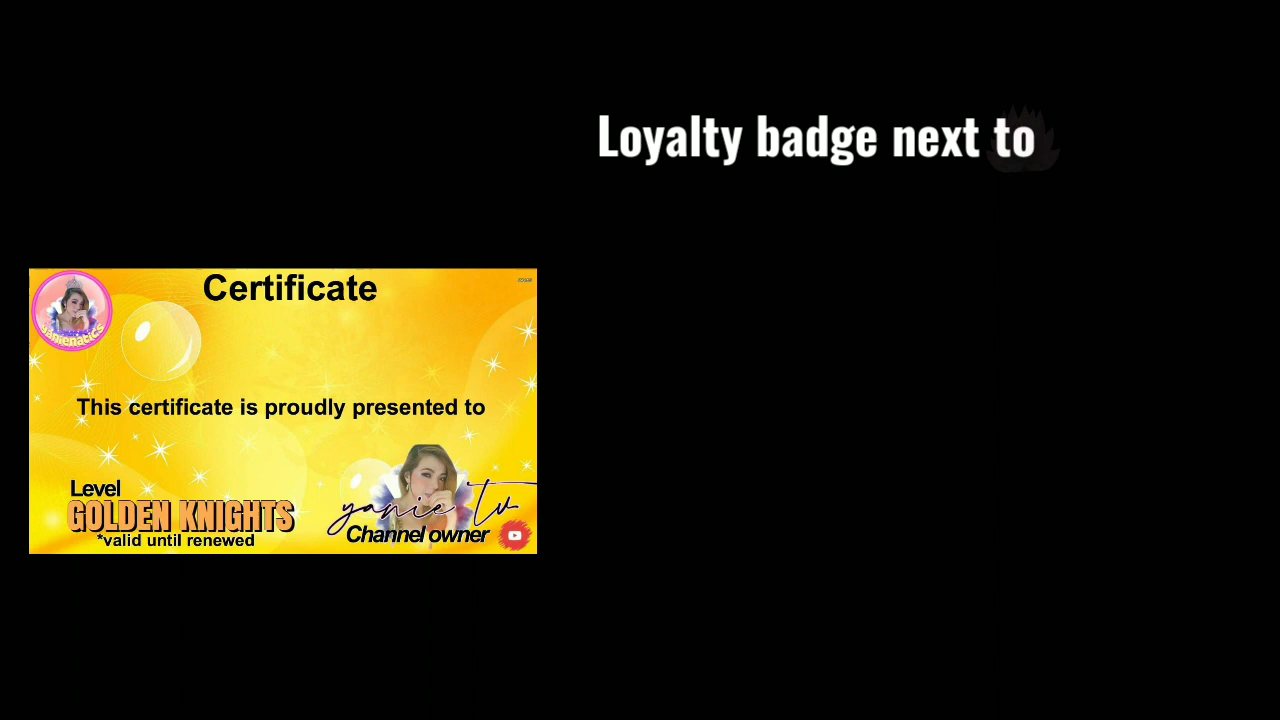 Loyalty badge next to
Certificate
yanienatics
This certificate is proudly presented to
Level
GOLDEN KNIGHTS
*valid until renewed
yanie tv
Channel owner